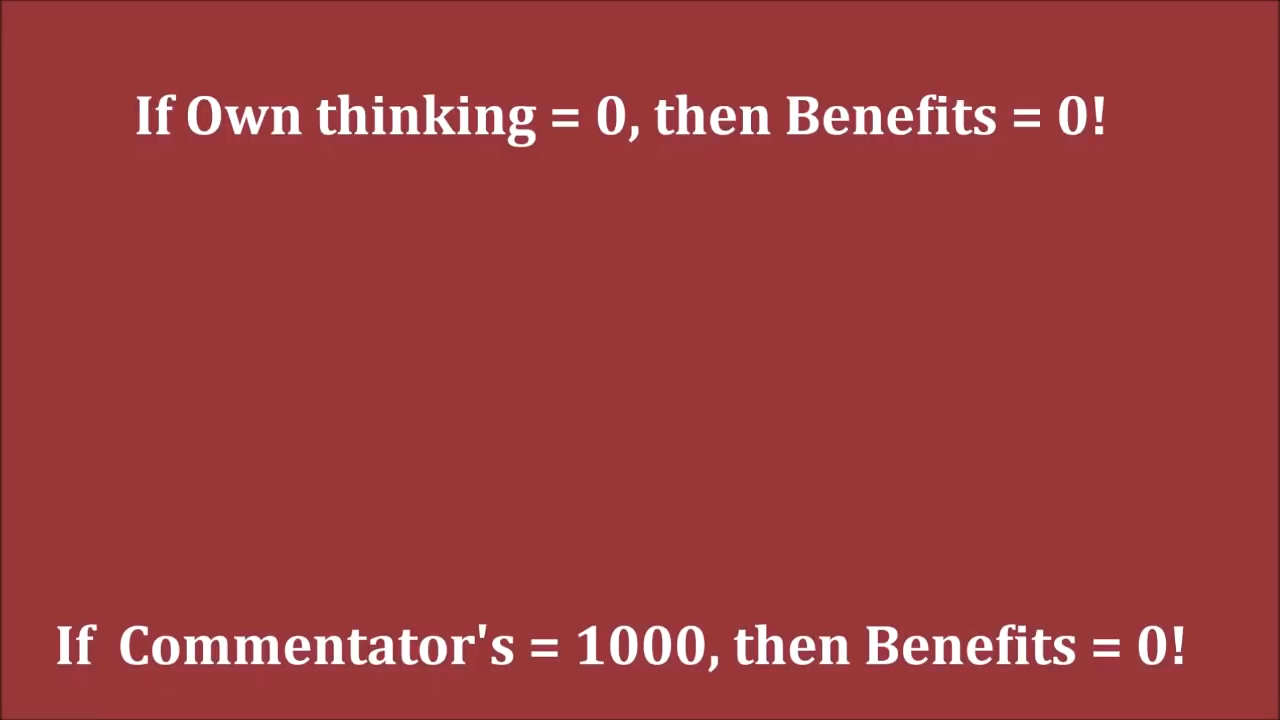 If Own thinking = 0, then Benefits = 0!
If  Commentator's = 1000, then Benefits = 0!